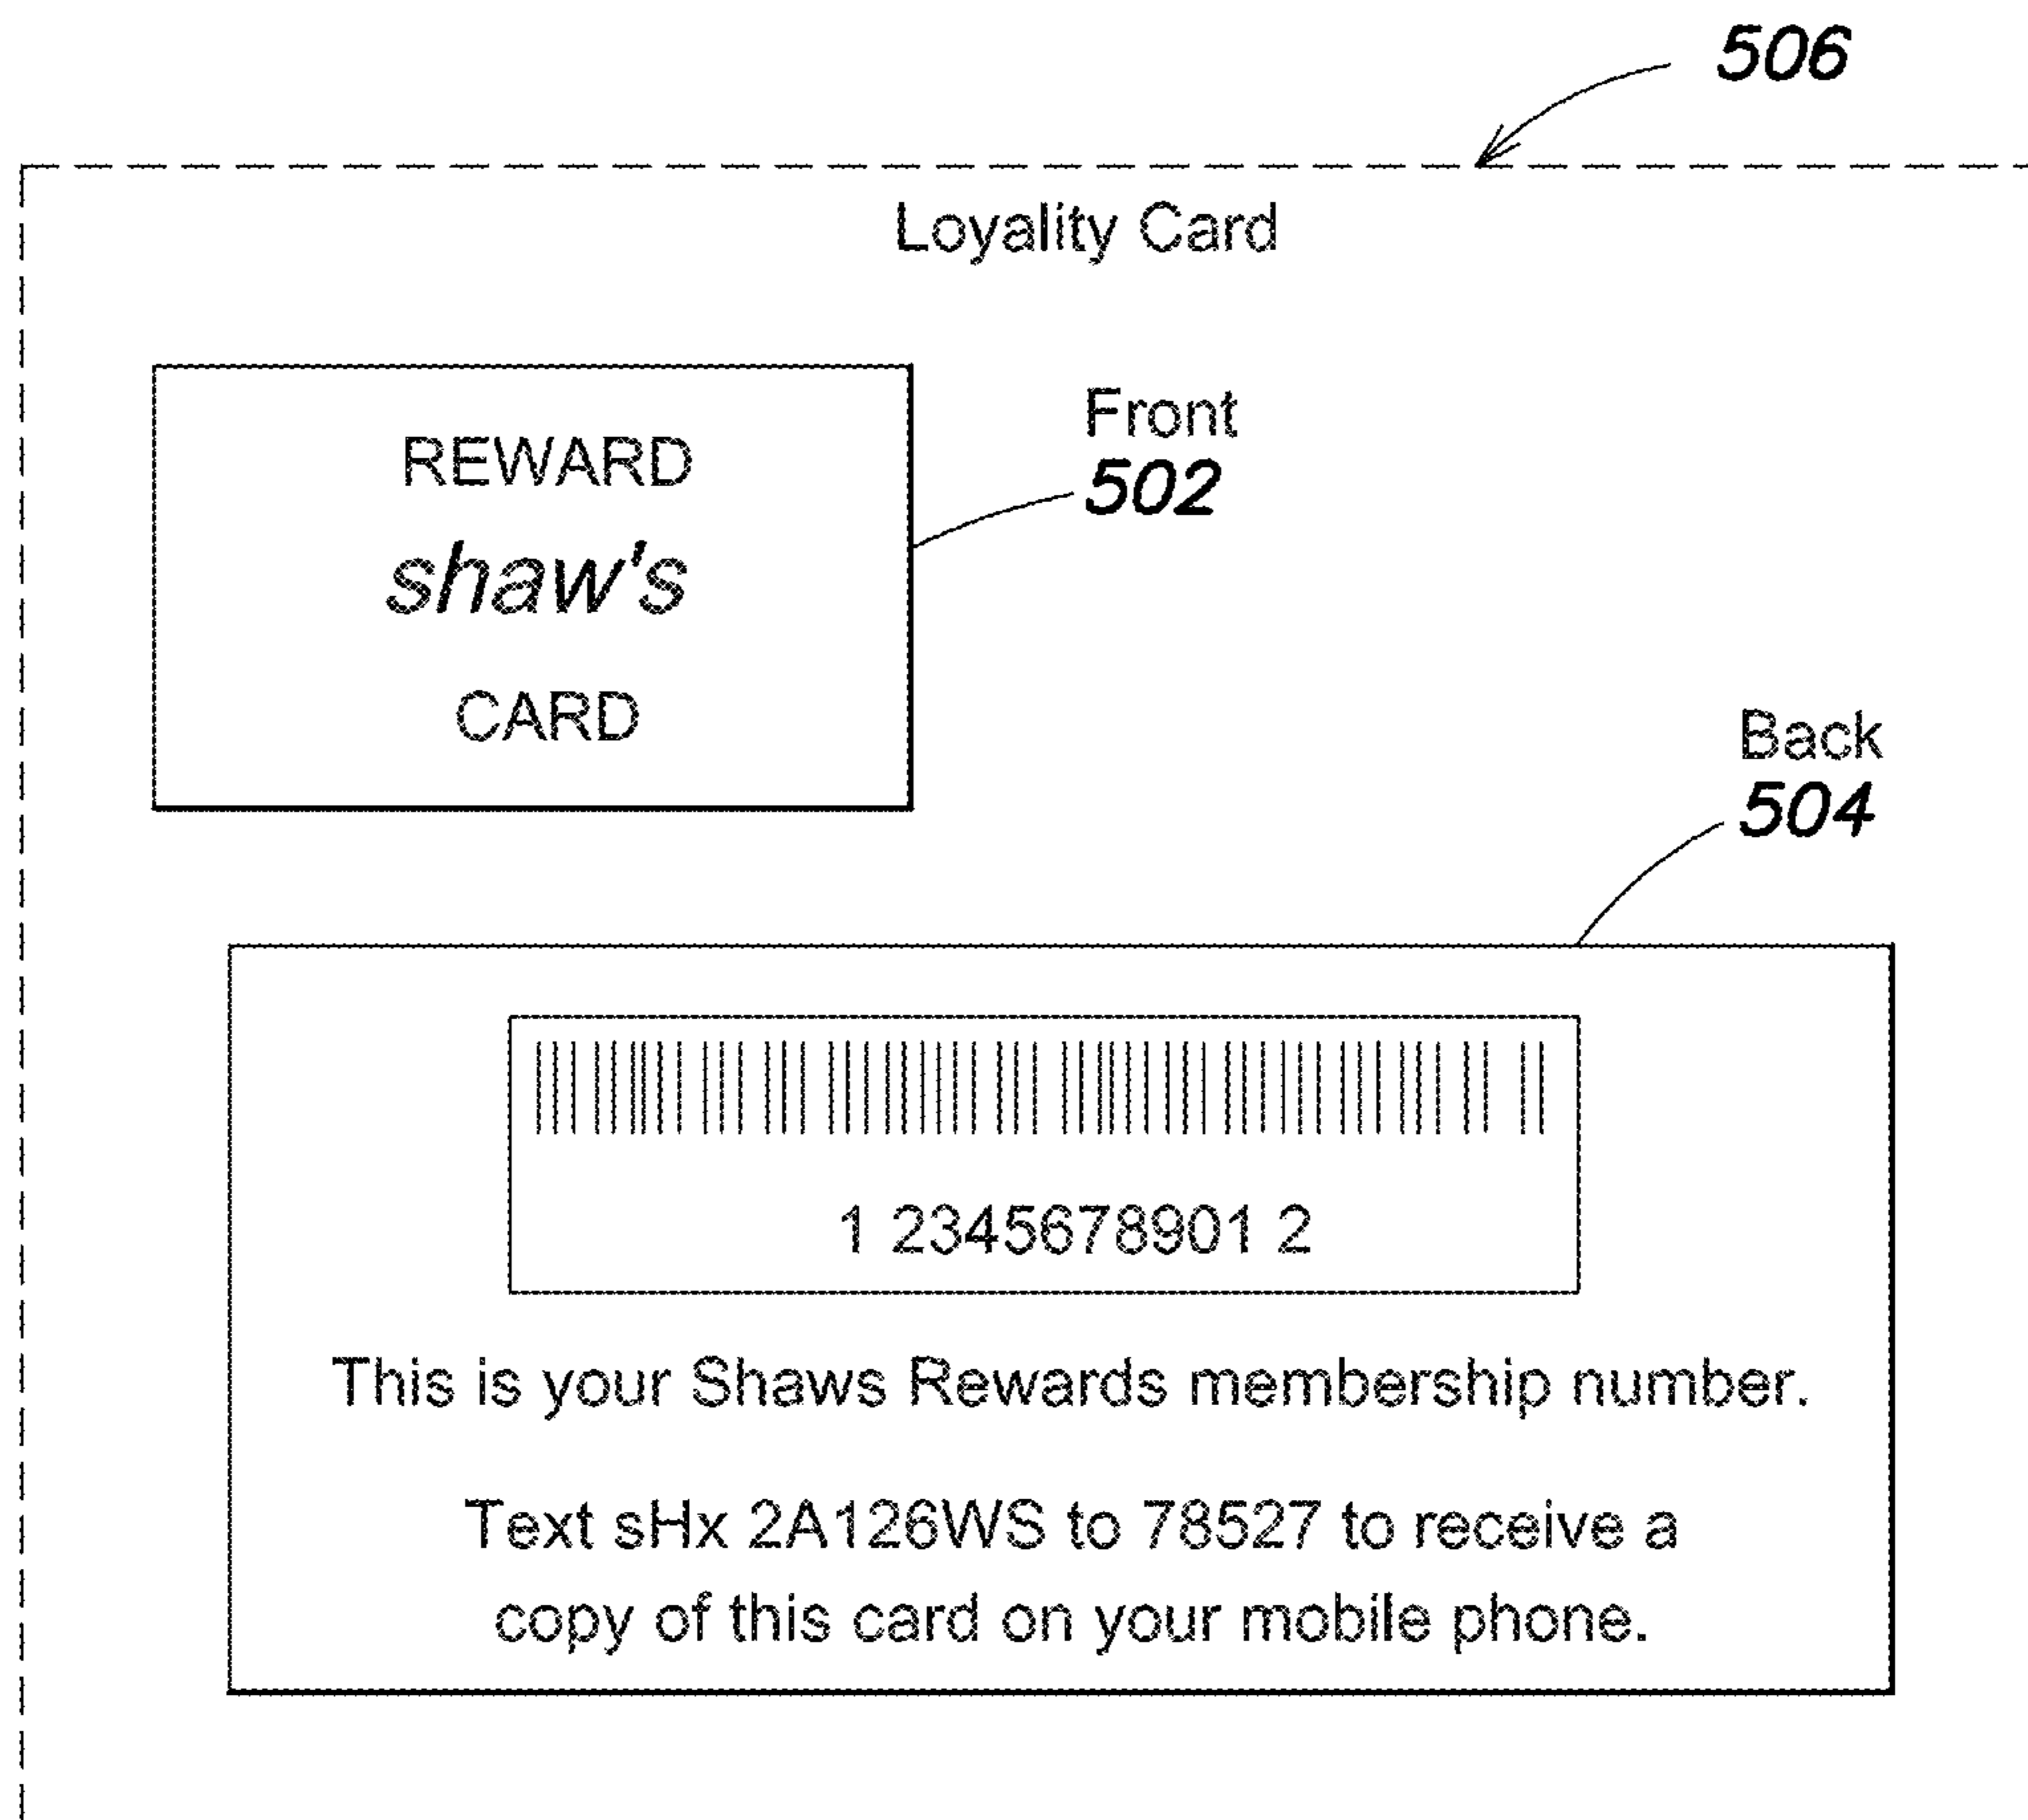 506
Loyality Card
REWARD
shaw's
CARD
Front
502
Back
504
1 2345678901 2
This is your Shaws Rewards membership number.
Text sHx 2A126WS to 78527 to receive a
copy of this card on your mobile phone.